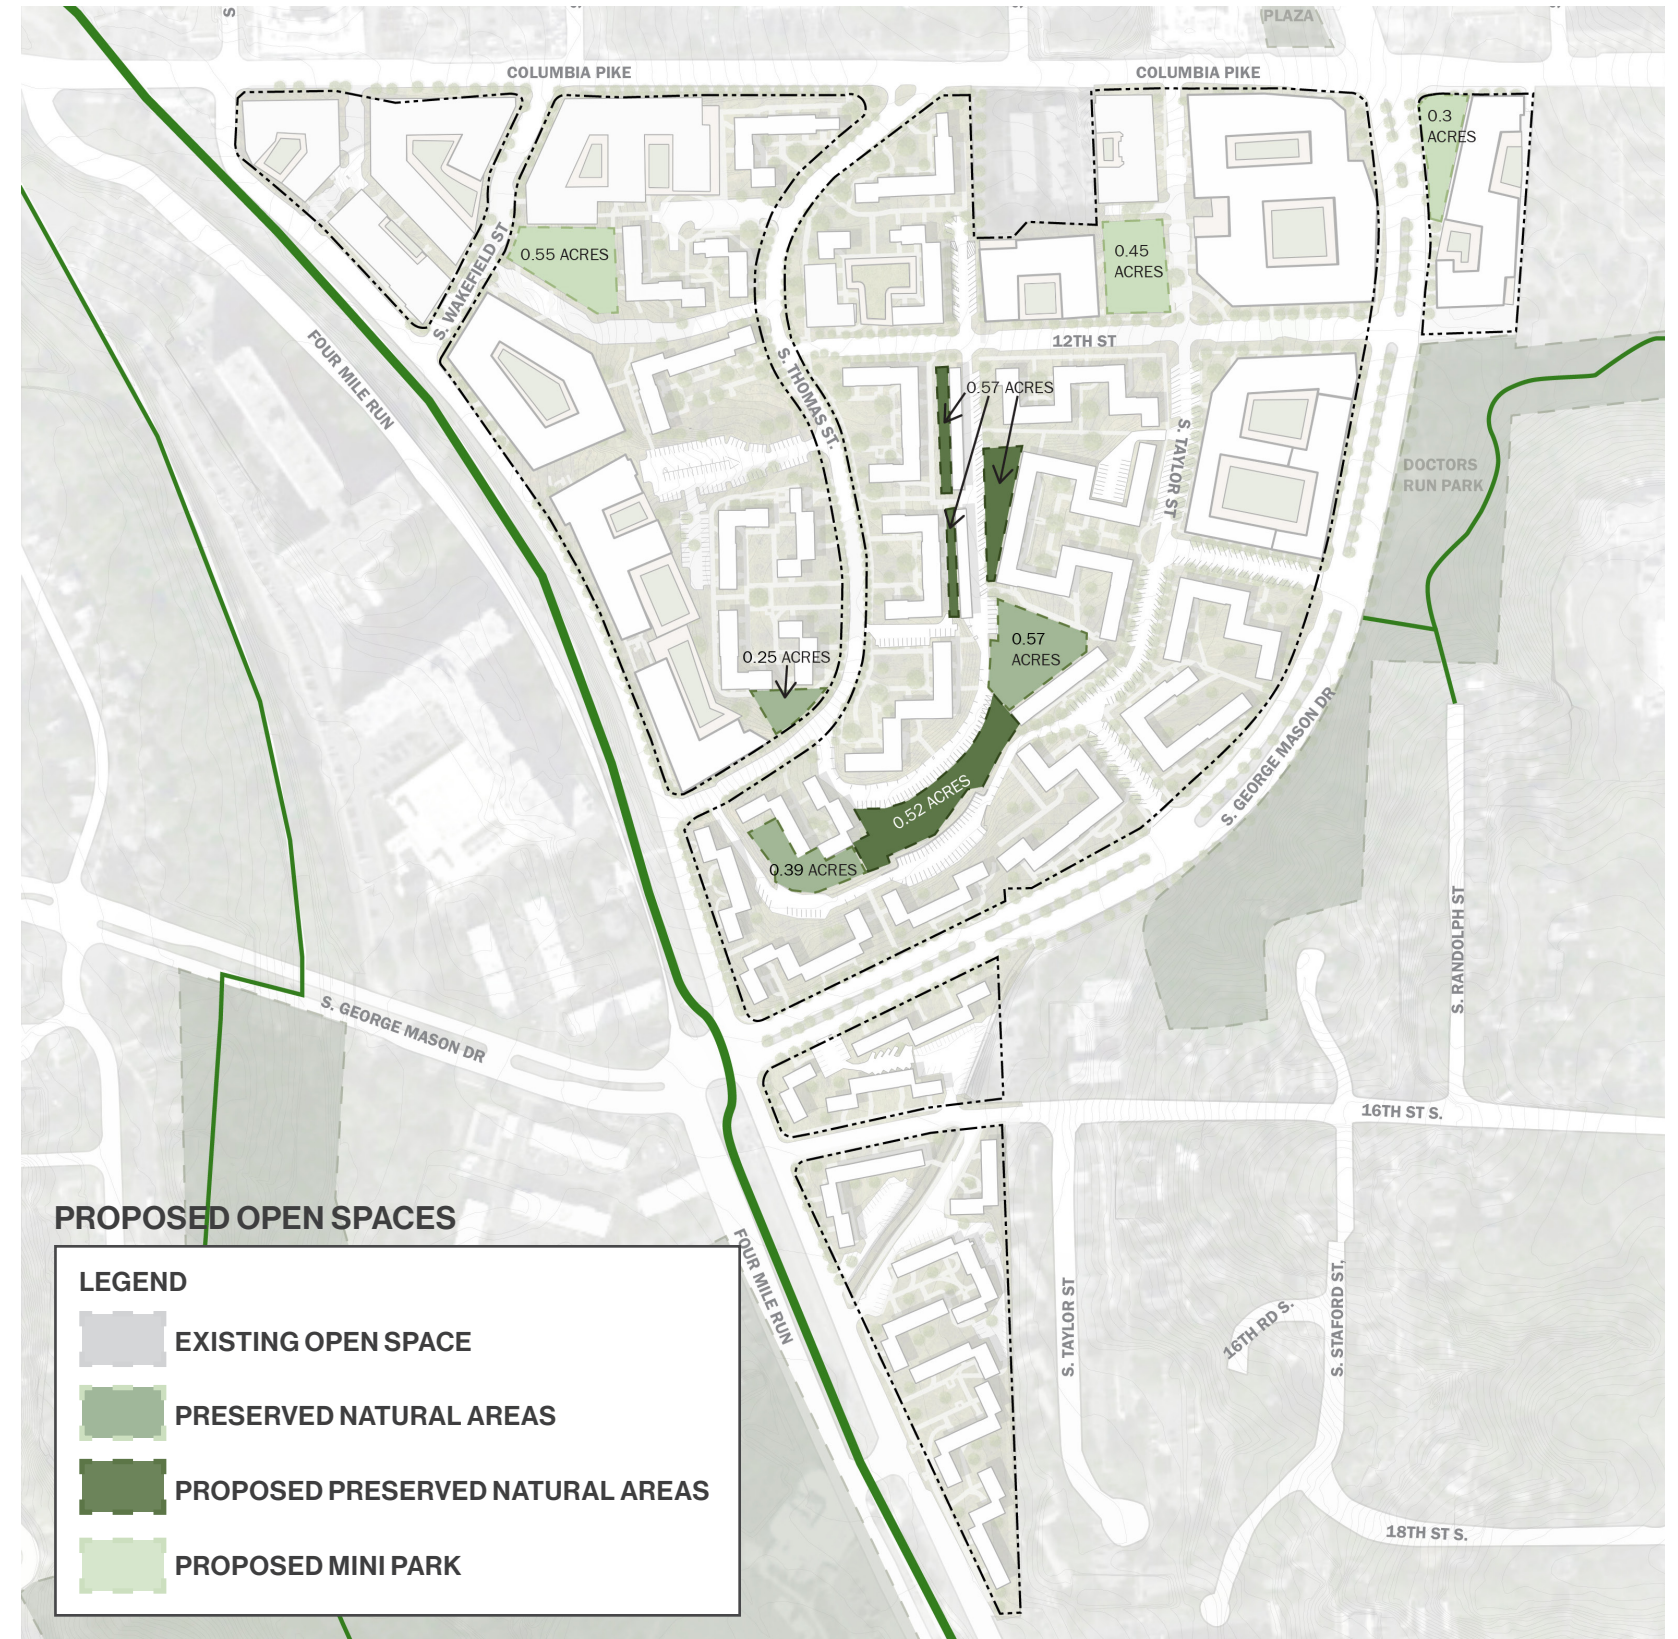 PLAZA
S
COLUMBIA PIKE
COLUMBIA PIKE
0.3
ACRES
S. WAKEFIELD ST
0.55 ACRES
0.45
ACRES
FOUR MILE RUN
S. THOMAS ST.
12TH ST
0.57 ACRES
S. TAYLOR ST
DOCTORS
RUN PARK
0.57
ACRES
0.25 ACRES
S. GEORGE MASON DR
0.52 ACRES
0.39 ACRES
S. RANDOLPH ST
S. GEORGE MASON DR
16TH ST S.
FOUR MILE RUN
S. TAYLOR ST
16TH RD S.
S. STAFORD ST.
18TH ST S.
PROPOSED OPEN SPACES
LEGEND
EXISTING OPEN SPACE
PRESERVED NATURAL AREAS
PROPOSED PRESERVED NATURAL AREAS
PROPOSED MINI PARK